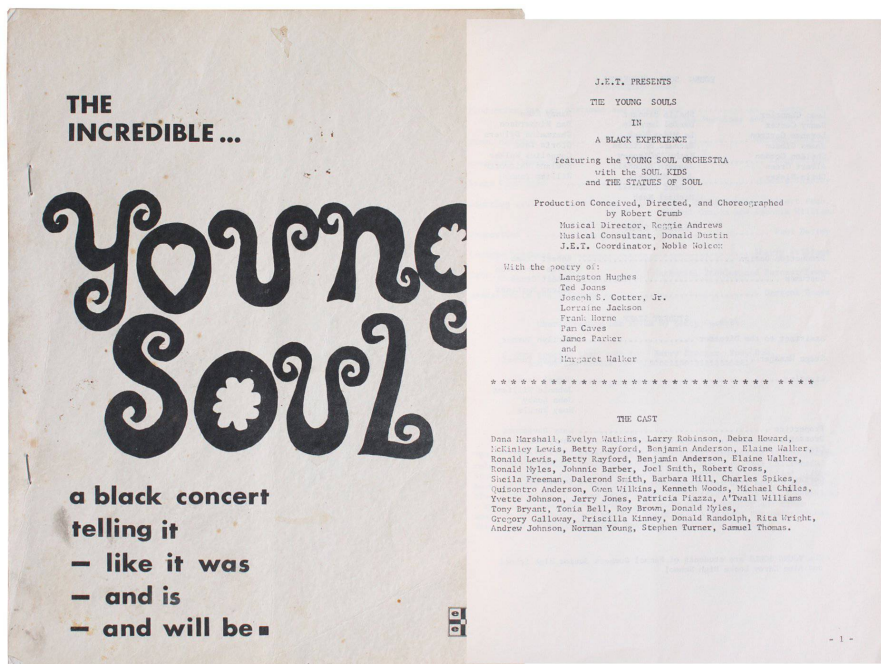 THE
INCREDIBLE...
YOUNG
SOUL
a black concert
telling it
— like it was
— and is
— and will be
J.E.T. PRESENTS
THE YOUNG SOULS
IN
A BLACK EXPERIENCE
featuring the YOUNG SOUL ORCHESTRA
with the SOUL KIDS
and THE STATUES OF SOUL
Production Conceived, Directed, and Choreographed
by Robert Crumb
Musical Director, Reggie Andrews
Musical Consultant, Donald Dustin
J.E.T. Coordinator, Noble Nolcox
With the poetry of:
Langston Hughes
Ted Joans
Joseph S. Cotter, Jr.
Lorraine Jackson
Frank Horne
Pam Caves
James Parker
and
Margaret Walker
* * * * * * * * * * * * * * * * * * * * * * * * * * * *  * * * *
THE CAST
Dana Marshall, Evelyn Watkins, Larry Robinson, Debra Howard,
McKinley Lewis, Betty Rayford, Benjamin Anderson, Elaine Walker,
Ronald Lewis, Betty Rayford, Benjamin Anderson, Elaine Walker,
Ronald Myles, Johnnie Barber, Joel Smith, Robert Gross,
Sheila Freeman, Dalerond Smith, Barbara Hill, Charles Spikes,
Quisontro Anderson, Gwen Wilkins, Kenneth Woods, Michael Chiles,
Yvette Johnson, Jerry Jones, Patricia Piazza, A'Twall Williams
Tony Bryant, Tonia Bell, Roy Brown, Donald Myles,
Gregory Galloway, Priscilla Kinney, Donald Randolph, Rita Wright,
Andrew Johnson, Norman Young, Stephen Turner, Samuel Thomas.
- 1 -